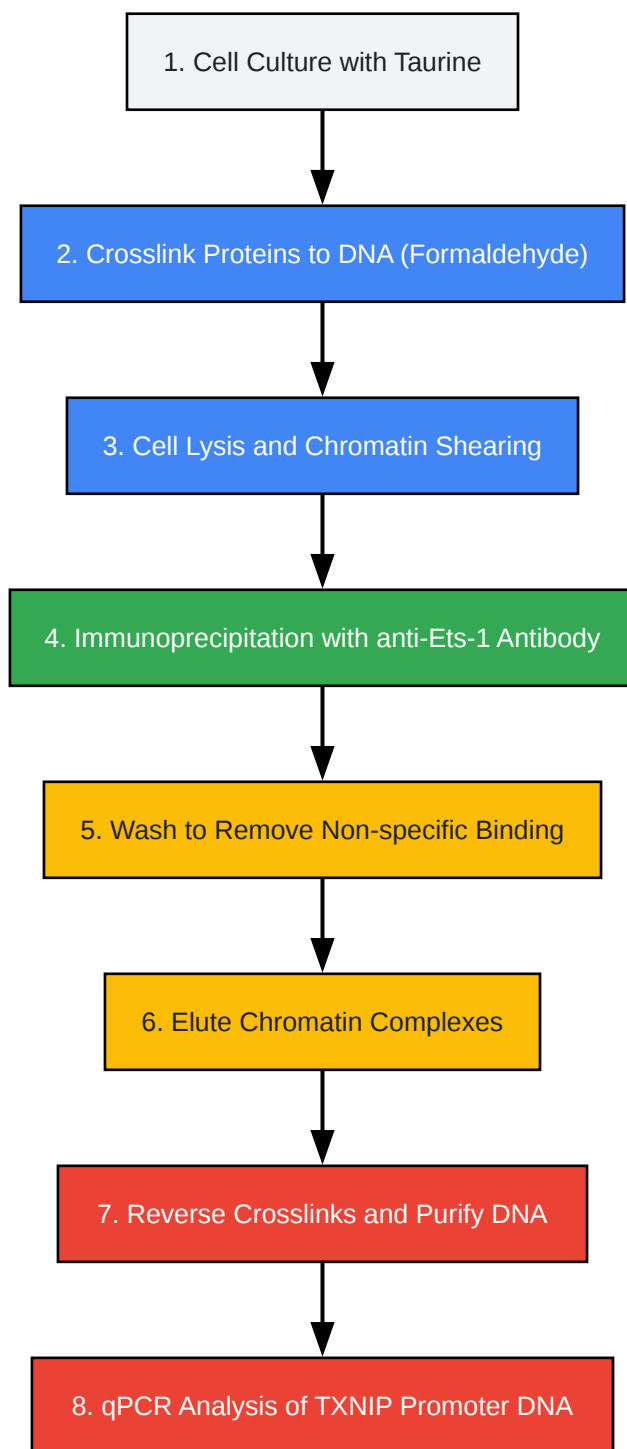 1. Cell Culture with Taurine
2. Crosslink Proteins to DNA (Formaldehyde)
3. Cell Lysis and Chromatin Shearing
4. Immunoprecipitation with anti-Ets-1 Antibody
5. Wash to Remove Non-specific Binding
6. Elute Chromatin Complexes
7. Reverse Crosslinks and Purify DNA
8. qPCR Analysis of TXNIP Promoter DNA